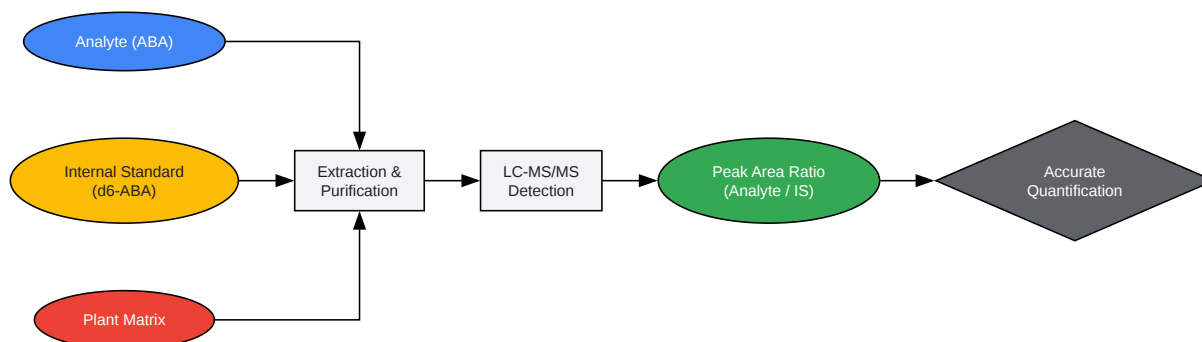 Analyte (ABA)
Internal Standard
(d6-ABA)
Plant Matrix
Extraction &
Purification
LC-MS/MS
Detection
Peak Area Ratio
(Analyte / IS)
Accurate
Quantification